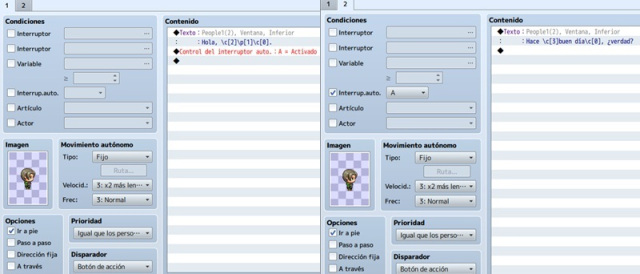 1 2
Condiciones
Interruptor
Interruptor
Variable
≥
Interrup.auto.
Artículo
Actor
Imagen
Movimiento autónomo
Tipo: Fijo
Ruta...
Velocid.: 3: x2 más len···
Frec: 3: Normal
Opciones
Ir a pie
Paso a paso
Dirección fija
A través
Prioridad
Igual que los perso···
Disparador
Botón de acción
Contenido
◆Texto : People1(2), Ventana, Inferior
: : Hola, \c[2]\p[1]\c[0].
◆Control del interruptor auto. : A = Activado
◆
1 2
Condiciones
Interruptor
Interruptor
Variable
≥
Interrup.auto. A
Artículo
Actor
Imagen
Movimiento autónomo
Tipo: Fijo
Ruta...
Velocid.: 3: x2 más len···
Frec: 3: Normal
Opciones
Ir a pie
Paso a paso
Dirección fija
A través
Prioridad
Igual que los perso···
Disparador
Botón de acción
Contenido
◆Texto : People1(2), Ventana, Inferior
: : Hace \c[3]buen día\c[0], ¿verdad?
◆